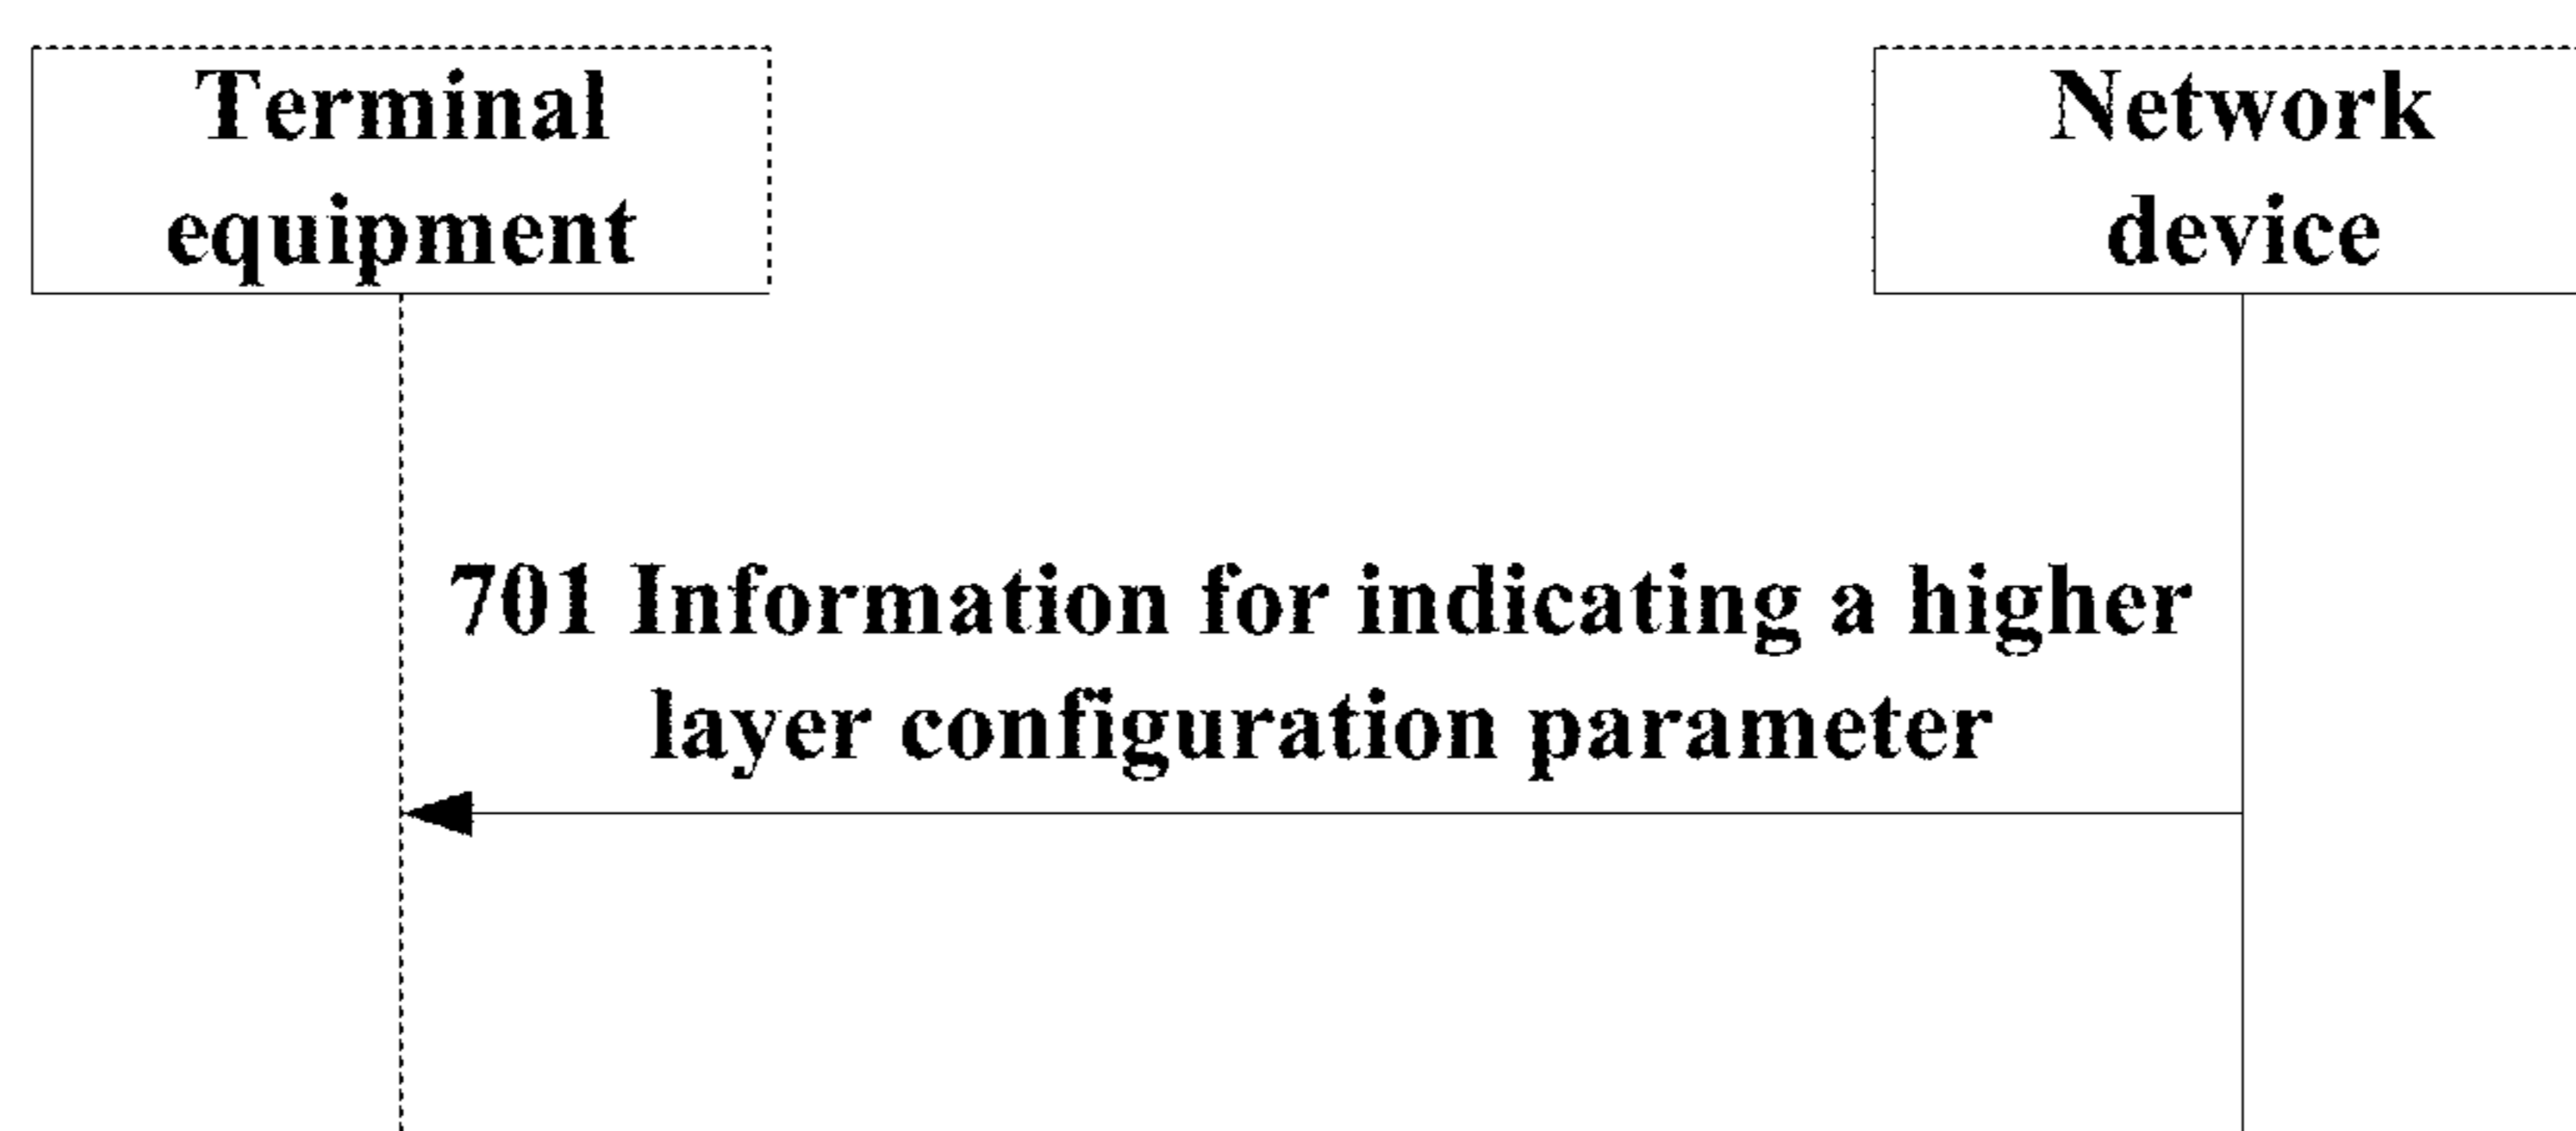 Terminal
equipment
Network
device
701 Information for indicating a higher
layer configuration parameter